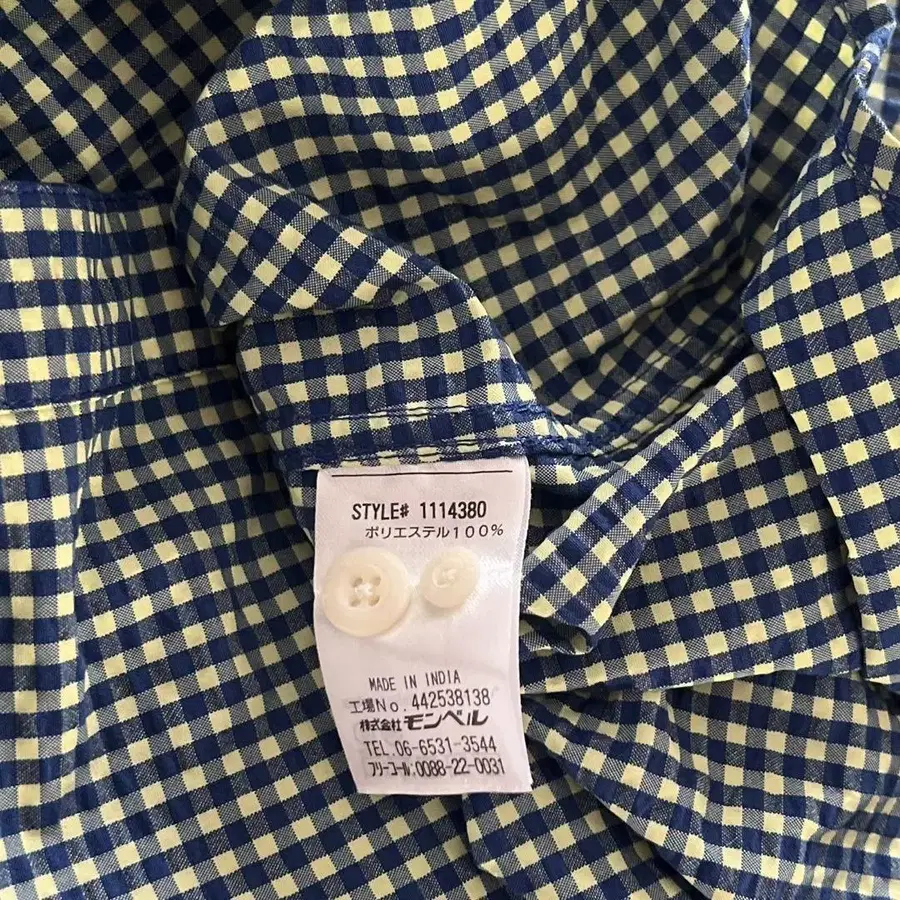 STYLE# 1114380
ポリエステル100%
MADE IN INDIA
工場No. 442538138
株式会社モンベル
TEL.06-6531-3544
フリーコール:0088-22-0031